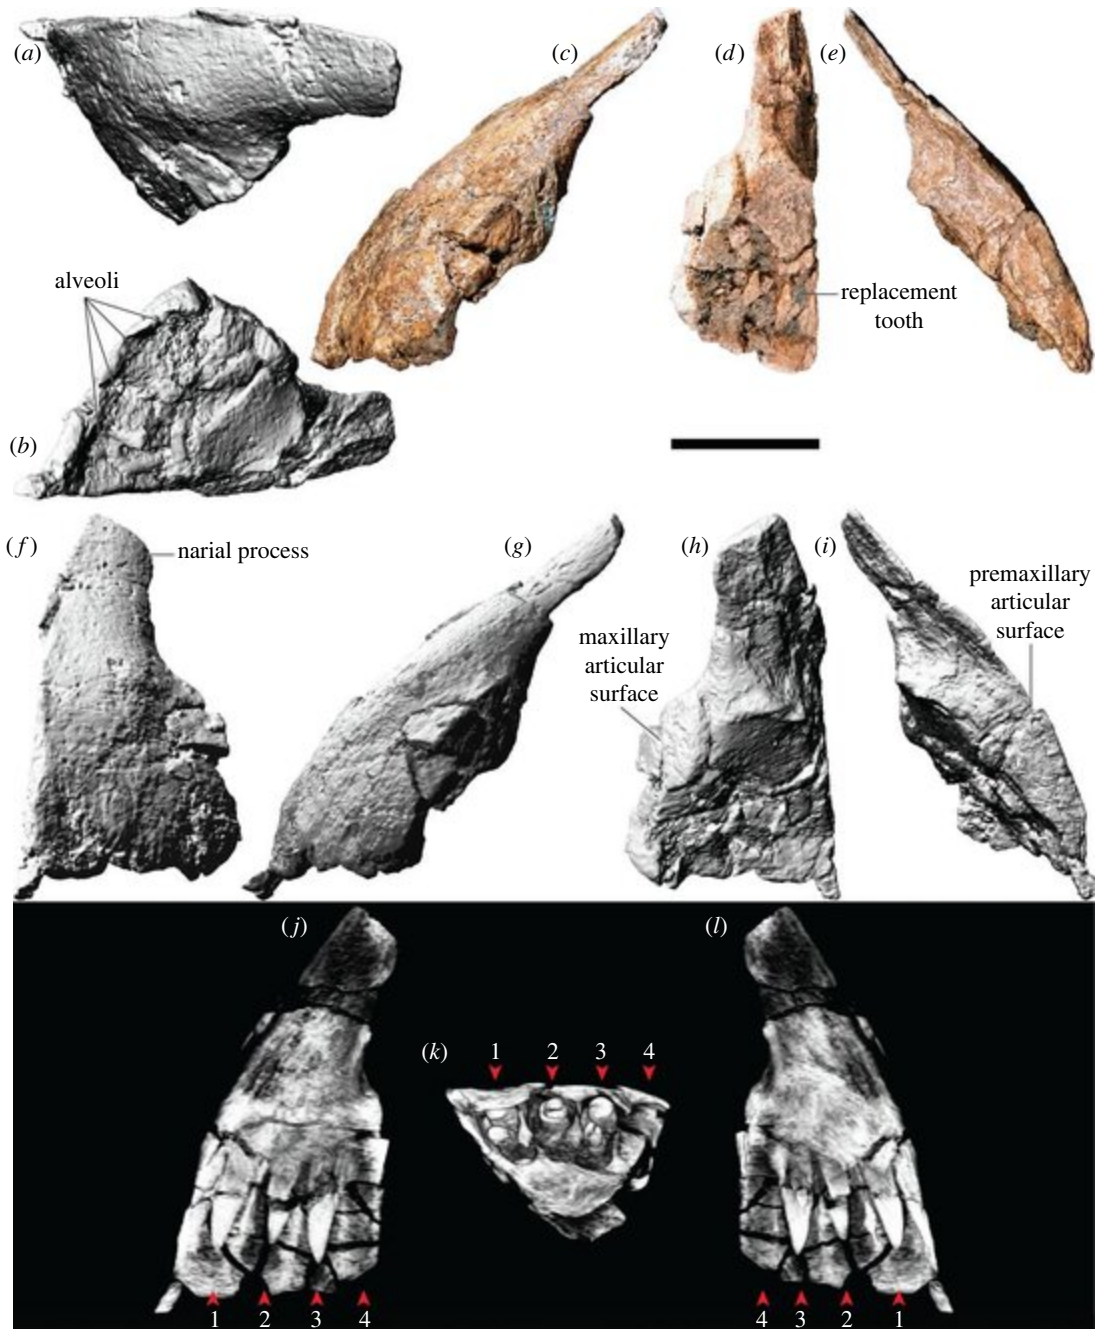 (a)
(c)
(d)
(e)
alveoli
replacement
tooth
(b)
(f)
narial process
(g)
(h)
(i)
premaxillary
articular
surface
maxillary
articular
surface
(j)
(l)
(k)
1 2 3 4
1 2 3 4
4 3 2 1